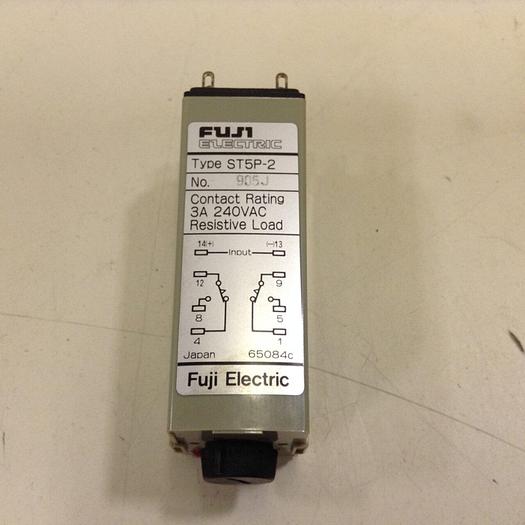 FUJI
ELECTRIC
Type ST5P-2
No. 905J
Contact Rating
3A 240VAC
Resistive Load
14(+) (−)13
Input
12 9
8 5
4 1
Japan 65084c
Fuji Electric